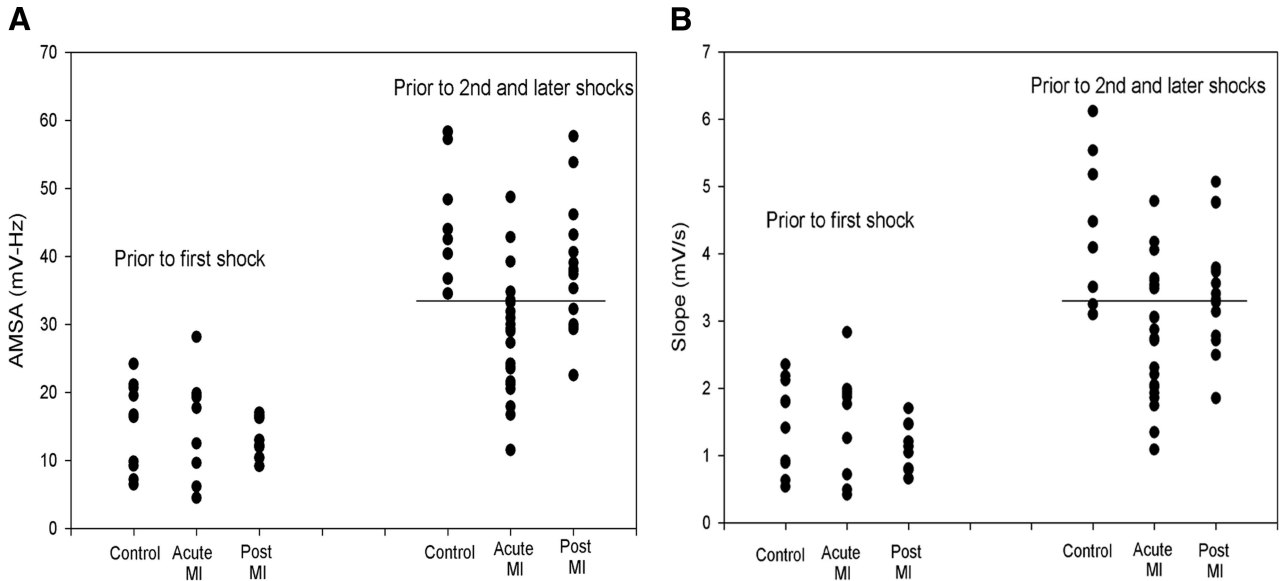 A
AMSA (mV-Hz)
70
60
50
40
30
20
10
0
Prior to first shock
Prior to 2nd and later shocks
Control
Acute
MI
Post
MI
Control
Acute
MI
Post
MI
B
Slope (mV/s)
7
6
5
4
3
2
1
0
Prior to first shock
Prior to 2nd and later shocks
Control
Acute
MI
Post
MI
Control
Acute
MI
Post
MI